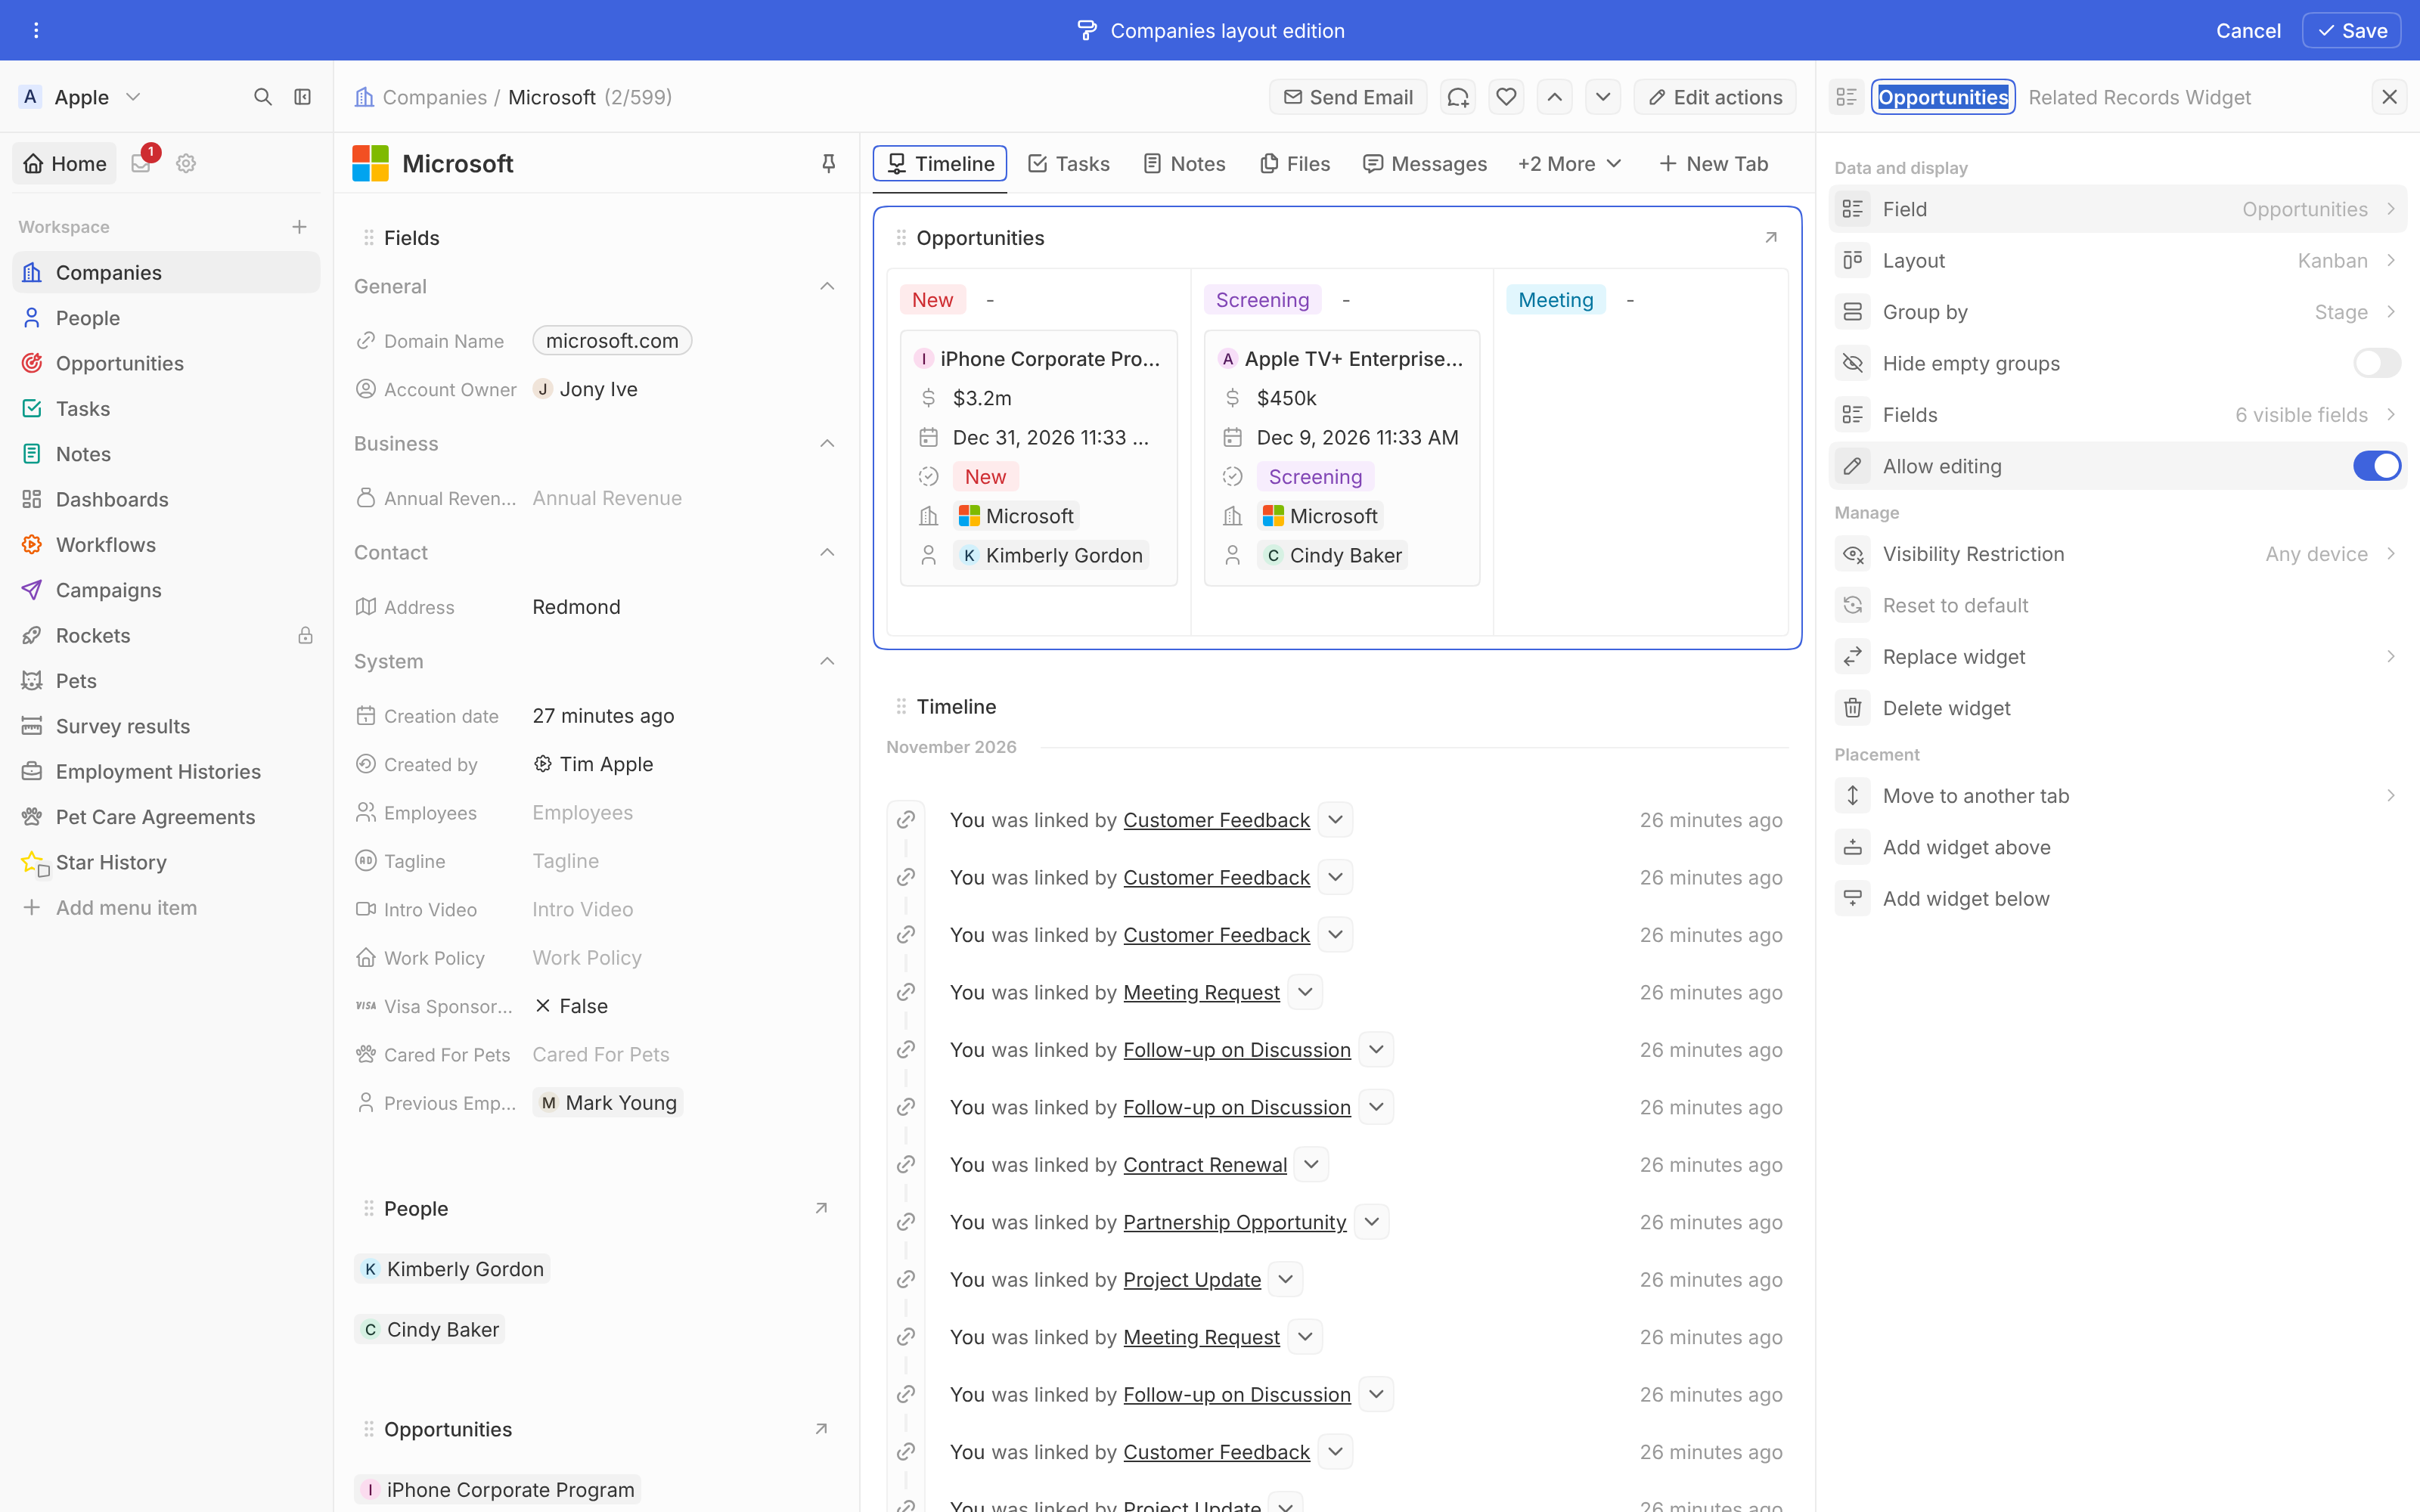 Companies layout edition
Cancel
Save
A Apple
Companies / Microsoft (2/599)
Send Email
Edit actions
Opportunities Related Records Widget
Home
1
Workspace
Companies
People
Opportunities
Tasks
Notes
Dashboards
Workflows
Campaigns
Rockets
Pets
Survey results
Employment Histories
Pet Care Agreements
Star History
Add menu item
Microsoft
Fields
General
Domain Name microsoft.com
Account Owner J Jony Ive
Business
Annual Reven... Annual Revenue
Contact
Address Redmond
System
Creation date 27 minutes ago
Created by Tim Apple
Employees Employees
Tagline Tagline
Intro Video Intro Video
Work Policy Work Policy
VISA Visa Sponsor... False
Cared For Pets Cared For Pets
Previous Emp... M Mark Young
People
K Kimberly Gordon
C Cindy Baker
Opportunities
I iPhone Corporate Program
Timeline Tasks Notes Files Messages +2 More New Tab
Opportunities
New -
I iPhone Corporate Pro...
$3.2m
Dec 31, 2026 11:33 ...
New
Microsoft
K Kimberly Gordon
Screening -
A Apple TV+ Enterprise...
$450k
Dec 9, 2026 11:33 AM
Screening
Microsoft
C Cindy Baker
Meeting -
Timeline
November 2026
You was linked by Customer Feedback 26 minutes ago
You was linked by Customer Feedback 26 minutes ago
You was linked by Customer Feedback 26 minutes ago
You was linked by Meeting Request 26 minutes ago
You was linked by Follow-up on Discussion 26 minutes ago
You was linked by Follow-up on Discussion 26 minutes ago
You was linked by Contract Renewal 26 minutes ago
You was linked by Partnership Opportunity 26 minutes ago
You was linked by Project Update 26 minutes ago
You was linked by Meeting Request 26 minutes ago
You was linked by Follow-up on Discussion 26 minutes ago
You was linked by Customer Feedback 26 minutes ago
You was linked by Project Update 26 minutes ago
Data and display
Field Opportunities
Layout Kanban
Group by Stage
Hide empty groups
Fields 6 visible fields
Allow editing
Manage
Visibility Restriction Any device
Reset to default
Replace widget
Delete widget
Placement
Move to another tab
Add widget above
Add widget below